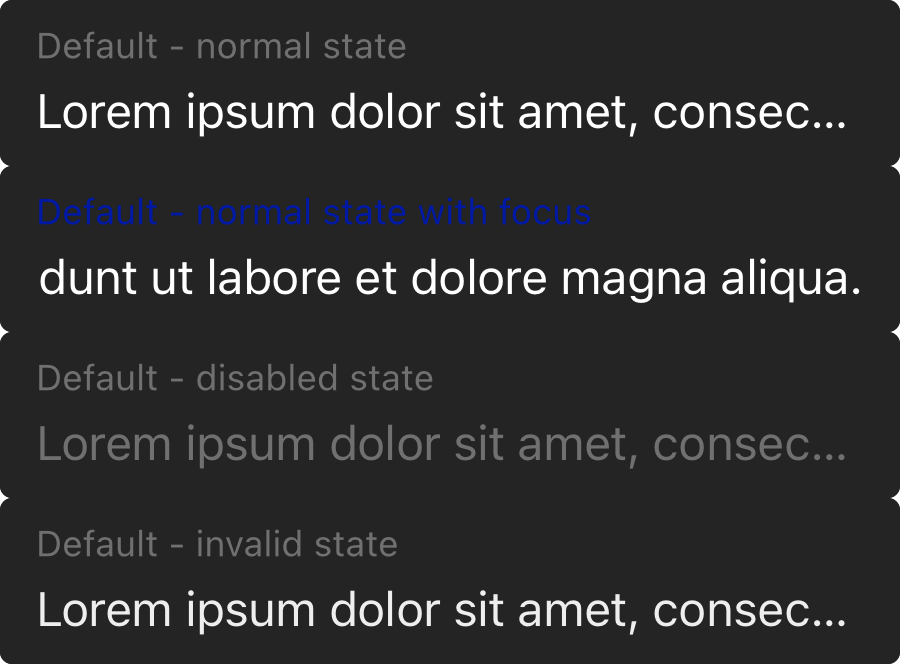 Default - normal state
Lorem ipsum dolor sit amet, consec...
Default - normal state with focus
dunt ut labore et dolore magna aliqua.
Default - disabled state
Lorem ipsum dolor sit amet, consec...
Default - invalid state
Lorem ipsum dolor sit amet, consec...